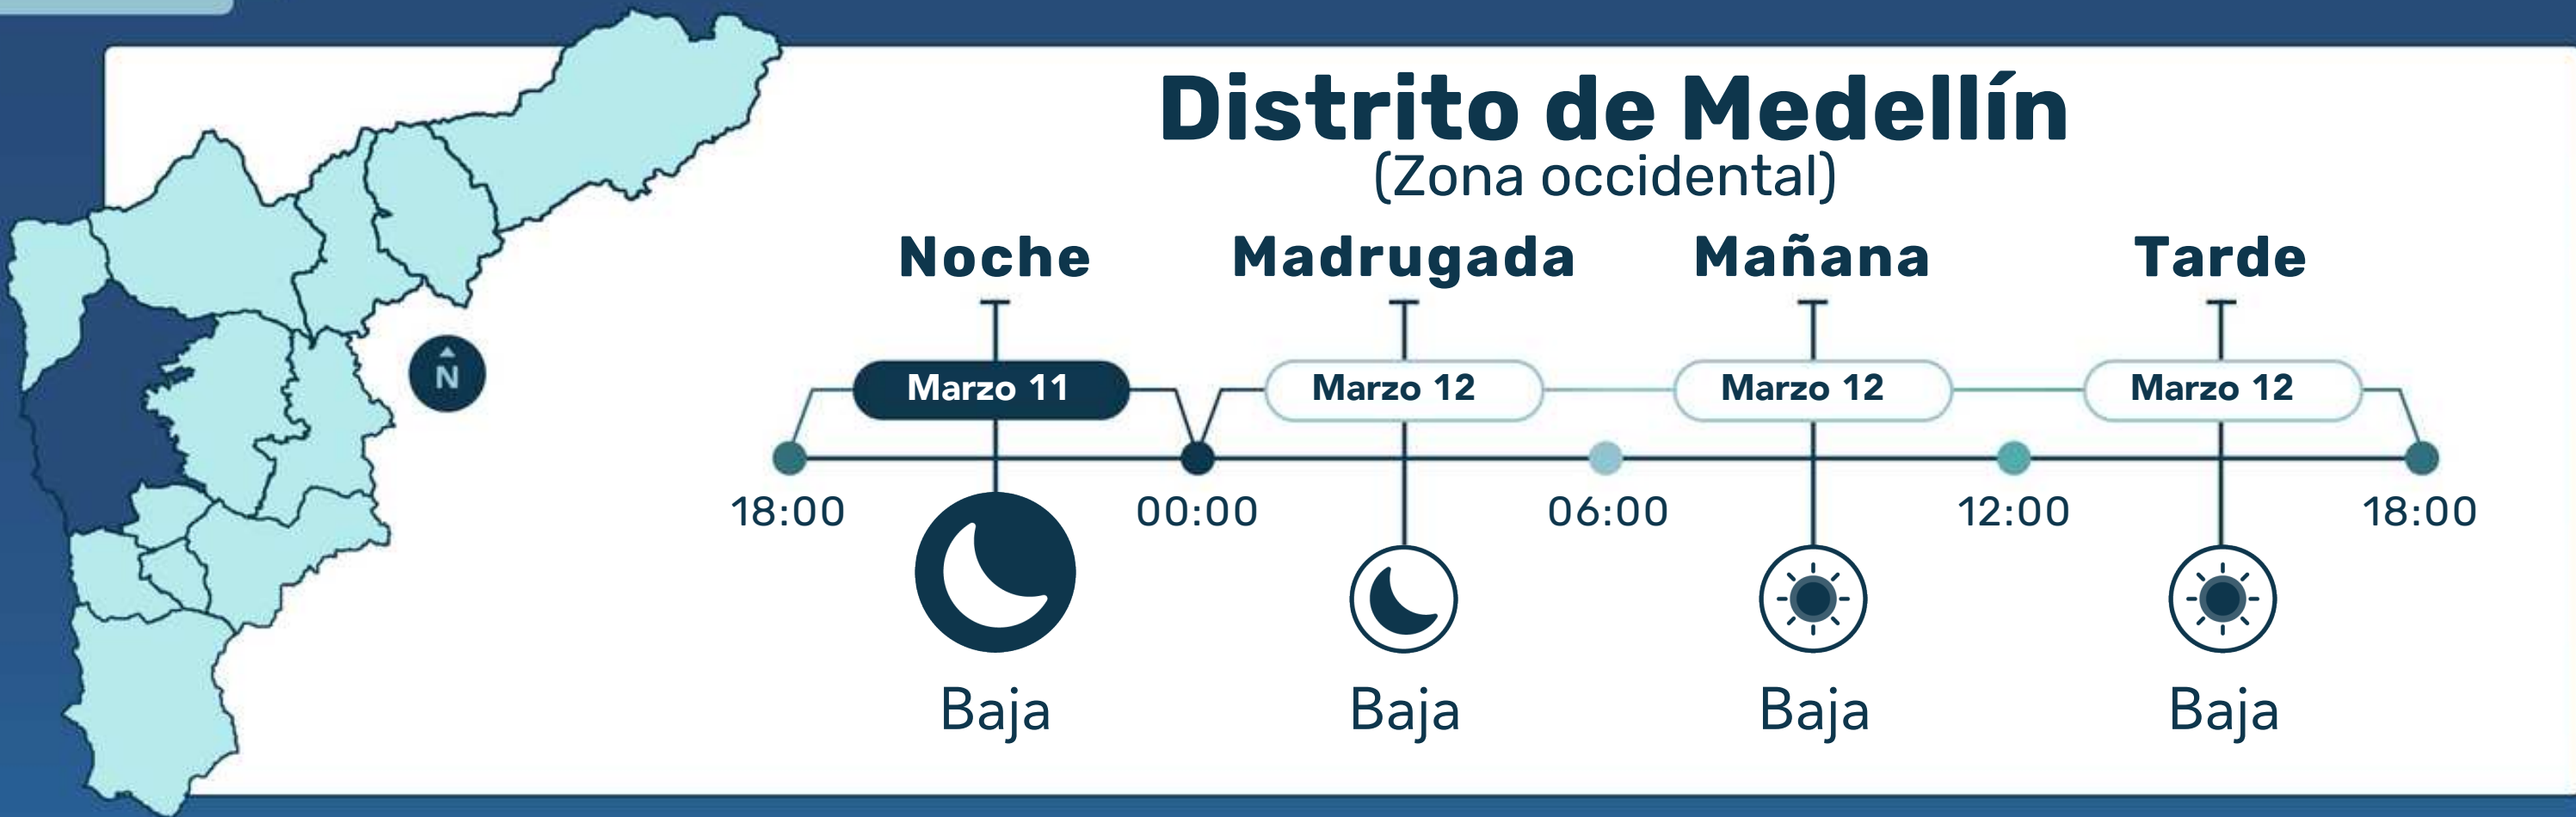 Distrito de Medellín
(Zona occidental)
Noche Madrugada Mañana Tarde
Marzo 11 Marzo 12 Marzo 12 Marzo 12
N
18:00 00:00 06:00 12:00 18:00
Baja Baja Baja Baja